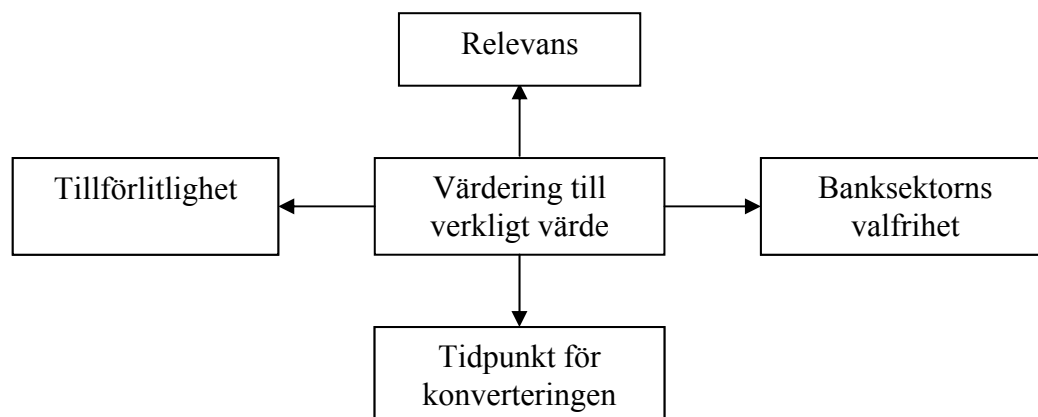 Relevans
Tillförlitlighet
Värdering till
verkligt värde
Banksektorns
valfrihet
Tidpunkt för
konverteringen